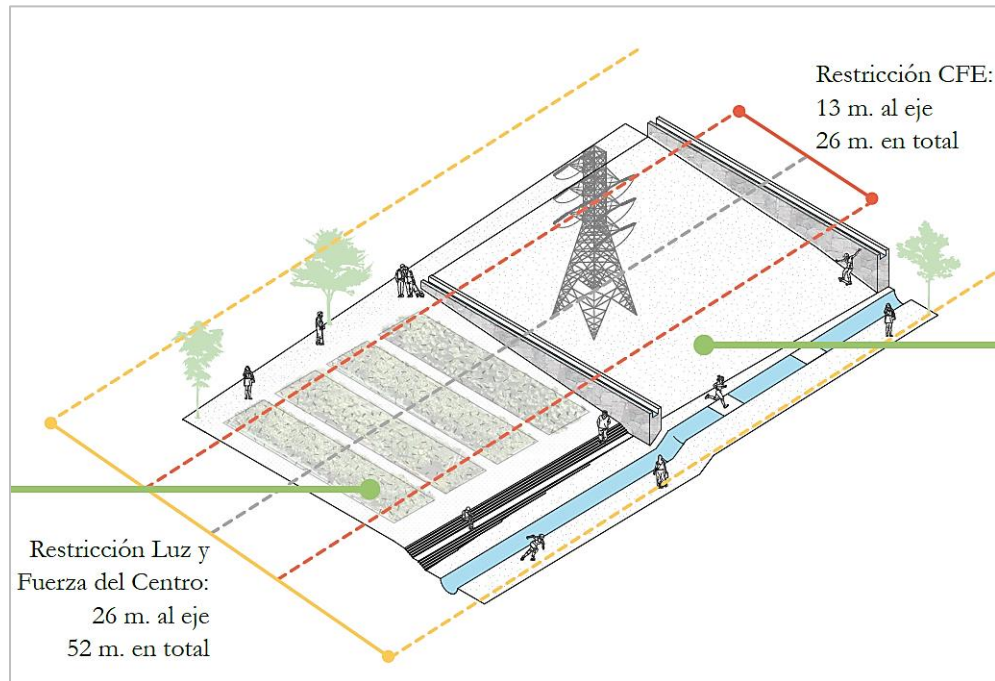 Restricción CFE:
13 m. al eje
26 m. en total
Restricción Luz y
Fuerza del Centro:
26 m. al eje
52 m. en total